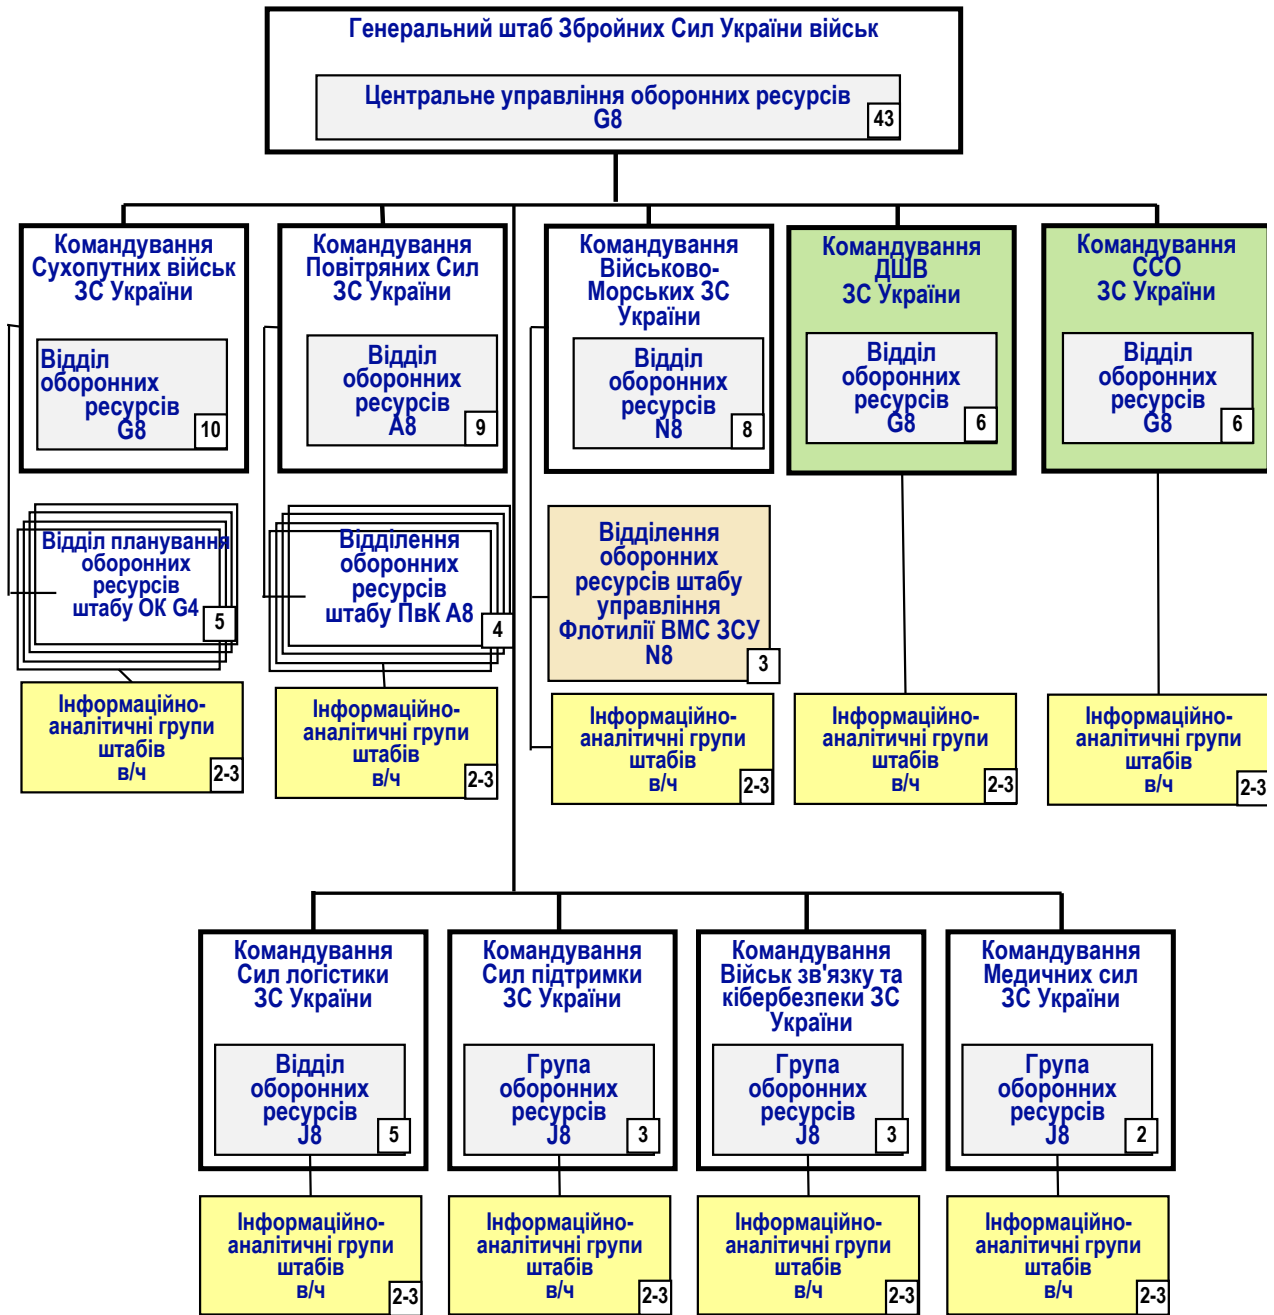 Генеральний штаб Збройних Сил України військ
Центральне управління оборонних ресурсів
G8
43
Командування
Сухопутних військ
ЗС України
Відділ
оборонних
ресурсів
G8
10
Командування
Повітряних Сил
ЗС України
Відділ
оборонних
ресурсів
A8
9
Командування
Військово-
Морських ЗС
України
Відділ
оборонних
ресурсів
N8
8
Командування
ДШВ
ЗС України
Відділ
оборонних
ресурсів
G8
6
Командування
ССО
ЗС України
Відділ
оборонних
ресурсів
G8
6
Відділ планування
оборонних
ресурсів
штабу ОК G4
5
Відділення
оборонних
ресурсів
штабу ПвК А8
4
Відділення
оборонних
ресурсів штабу
управління
Флотилії ВМС ЗСУ
N8
3
Інформаційно-
аналітичні групи
штабів
в/ч
2-3
Інформаційно-
аналітичні групи
штабів
в/ч
2-3
Інформаційно-
аналітичні групи
штабів
в/ч
2-3
Інформаційно-
аналітичні групи
штабів
в/ч
2-3
Інформаційно-
аналітичні групи
штабів
в/ч
2-3
Командування
Сил логістики
ЗС України
Відділ
оборонних
ресурсів
J8
5
Командування
Сил підтримки
ЗС України
Група
оборонних
ресурсів
J8
3
Командування
Військ зв'язку та
кібербезпеки ЗС
України
Група
оборонних
ресурсів
J8
3
Командування
Медичних сил
ЗС України
Група
оборонних
ресурсів
J8
2
Інформаційно-
аналітичні групи
штабів
в/ч
2-3
Інформаційно-
аналітичні групи
штабів
в/ч
2-3
Інформаційно-
аналітичні групи
штабів
в/ч
2-3
Інформаційно-
аналітичні групи
штабів
в/ч
2-3